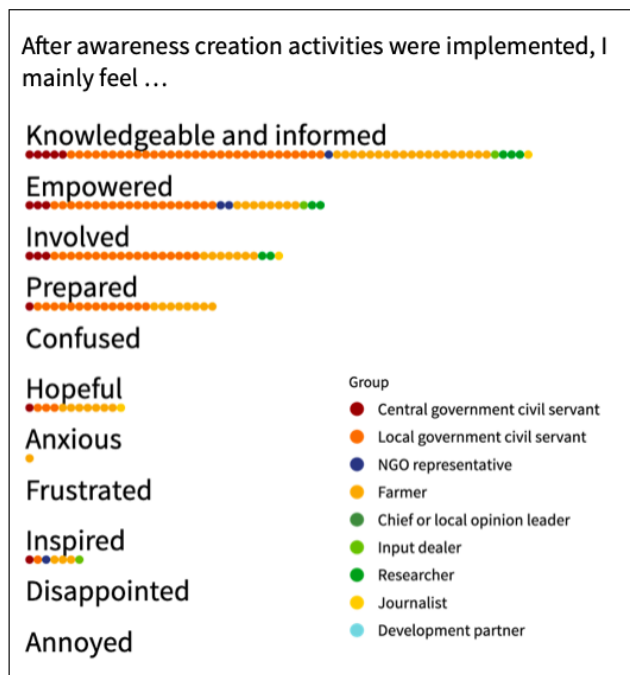 After awareness creation activities were implemented, I
mainly feel …
Knowledgeable and informed
Empowered
Involved
Prepared
Confused
Hopeful
Anxious
Frustrated
Inspired
Disappointed
Annoyed
Group
Central government civil servant
Local government civil servant
NGO representative
Farmer
Chief or local opinion leader
Input dealer
Researcher
Journalist
Development partner